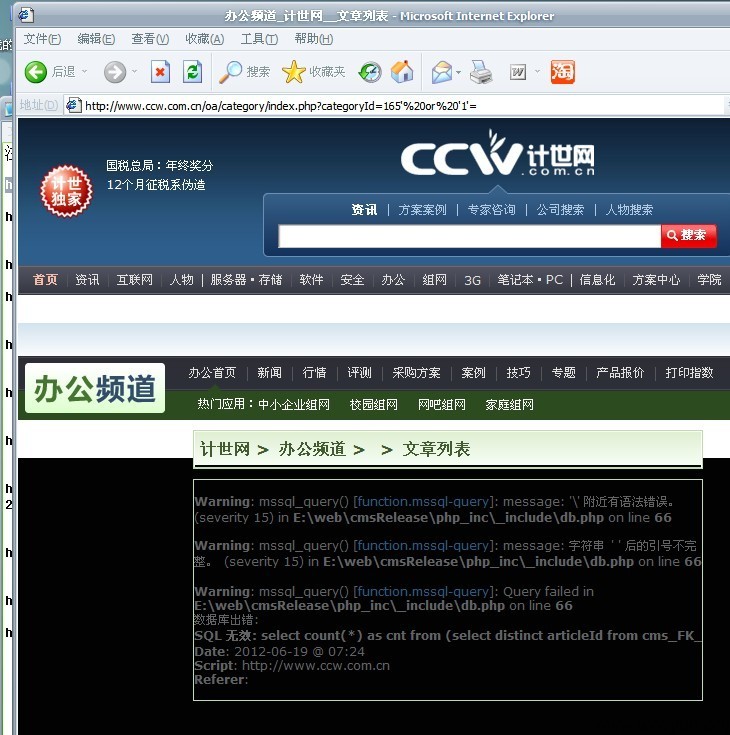 办公频道_计世网__文章列表 - Microsoft Internet Explorer
文件(F) 编辑(E) 查看(V) 收藏(A) 工具(T) 帮助(H)
后退 搜索 收藏夹 W 淘
地址(D) http://www.ccw.com.cn/oa/category/index.php?categoryId=165'%20or%20'1'=
计世
独家
国税总局：年终奖分
12个月征税系伪造
CCW 计世网
.com.cn
资讯 | 方案案例 | 专家咨询 | 公司搜索 | 人物搜索
搜索
首页 资讯 互联网 人物 | 服务器·存储 软件 安全 办公 组网 3G 笔记本·PC | 信息化 方案中心 学院
办公频道
办公首页 新闻 行情 评测 采购方案 案例 技巧 专题 产品报价 打印指数
热门应用：中小企业组网 校园组网 网吧组网 家庭组网
计世网 > 办公频道 > > 文章列表
Warning: mssql_query() [function.mssql-query]: message: '\' 附近有语法错误。
(severity 15) in E:\web\cmsRelease\php_inc\_include\db.php on line 66
Warning: mssql_query() [function.mssql-query]: message: 字符串 ' ' 后的引号不完
整。 (severity 15) in E:\web\cmsRelease\php_inc\_include\db.php on line 66
Warning: mssql_query() [function.mssql-query]: Query failed in
E:\web\cmsRelease\php_inc\_include\db.php on line 66
数据库出错:
SQL 无效: select count(*) as cnt from (select distinct articleId from cms_FK_
Date: 2012-06-19 @ 07:24
Script: http://www.ccw.com.cn
Referer: